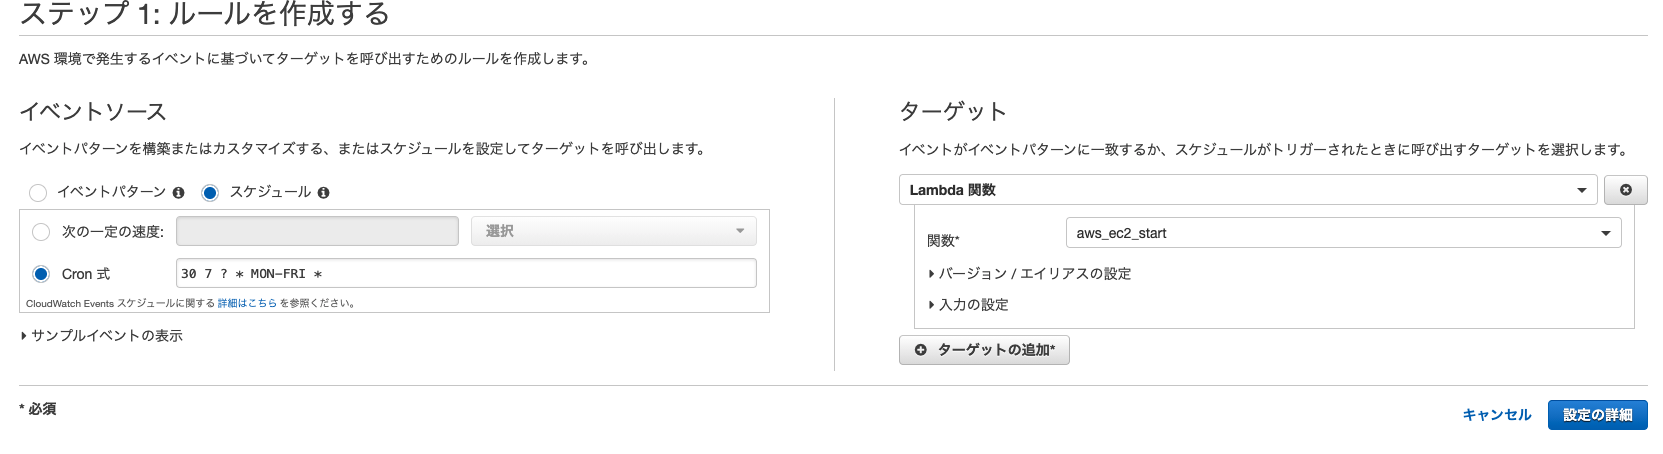 ステップ 1: ルールを作成する
AWS 環境で発生するイベントに基づいてターゲットを呼び出すためのルールを作成します。
イベントソース
イベントパターンを構築またはカスタマイズする、またはスケジュールを設定してターゲットを呼び出します。
イベントパターン スケジュール
次の一定の速度: 選択
Cron 式 30 7 ? * MON-FRI *
CloudWatch Events スケジュールに関する 詳細はこちら を参照ください。
サンプルイベントの表示
ターゲット
イベントがイベントパターンに一致するか、スケジュールがトリガーされたときに呼び出すターゲットを選択します。
Lambda 関数
関数* aws_ec2_start
バージョン / エイリアスの設定
入力の設定
ターゲットの追加*
* 必須
キャンセル 設定の詳細